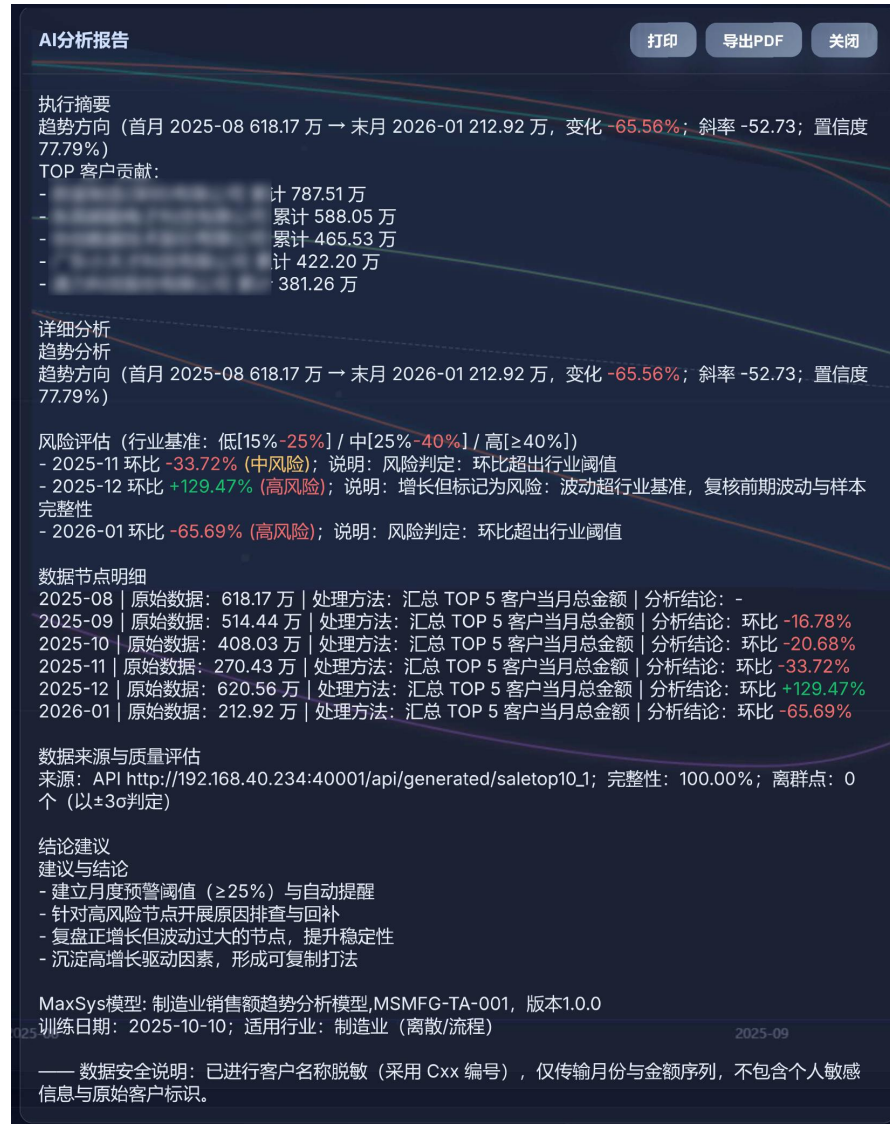 AI分析报告
打印
导出PDF
关闭
执行摘要
趋势方向（首月 2025-08 618.17 万 → 末月 2026-01 212.92 万，变化 -65.56%；斜率 -52.73；置信度
77.79%）
TOP 客户贡献：
- 计 787.51 万
- 累计 588.05 万
- 累计 465.53 万
- 计 422.20 万
- 381.26 万
详细分析
趋势分析
趋势方向（首月 2025-08 618.17 万 → 末月 2026-01 212.92 万，变化 -65.56%；斜率 -52.73；置信度
77.79%）
风险评估（行业基准：低[15%-25%] / 中[25%-40%] / 高[≥40%]）
- 2025-11 环比 -33.72% (中风险)；说明：风险判定：环比超出行业阈值
- 2025-12 环比 +129.47% (高风险)；说明：增长但标记为风险：波动超行业基准，复核前期波动与样本
完整性
- 2026-01 环比 -65.69% (高风险)；说明：风险判定：环比超出行业阈值
数据节点明细
2025-08 | 原始数据：618.17 万 | 处理方法：汇总 TOP 5 客户当月总金额 | 分析结论：-
2025-09 | 原始数据：514.44 万 | 处理方法：汇总 TOP 5 客户当月总金额 | 分析结论：环比 -16.78%
2025-10 | 原始数据：408.03 万 | 处理方法：汇总 TOP 5 客户当月总金额 | 分析结论：环比 -20.68%
2025-11 | 原始数据：270.43 万 | 处理方法：汇总 TOP 5 客户当月总金额 | 分析结论：环比 -33.72%
2025-12 | 原始数据：620.56 万 | 处理方法：汇总 TOP 5 客户当月总金额 | 分析结论：环比 +129.47%
2026-01 | 原始数据：212.92 万 | 处理方法：汇总 TOP 5 客户当月总金额 | 分析结论：环比 -65.69%
数据来源与质量评估
来源：API http://192.168.40.234:40001/api/generated/saletop10_1；完整性：100.00%；离群点：0
个（以±3σ判定）
结论建议
建议与结论
- 建立月度预警阈值（≥25%）与自动提醒
- 针对高风险节点开展原因排查与回补
- 复盘正增长但波动过大的节点，提升稳定性
- 沉淀高增长驱动因素，形成可复制打法
MaxSys模型: 制造业销售额趋势分析模型,MSMFG-TA-001，版本1.0.0
训练日期：2025-10-10；适用行业：制造业（离散/流程）
2025-09
—— 数据安全说明：已进行客户名称脱敏（采用 Cxx 编号），仅传输月份与金额序列，不包含个人敏感
信息与原始客户标识。